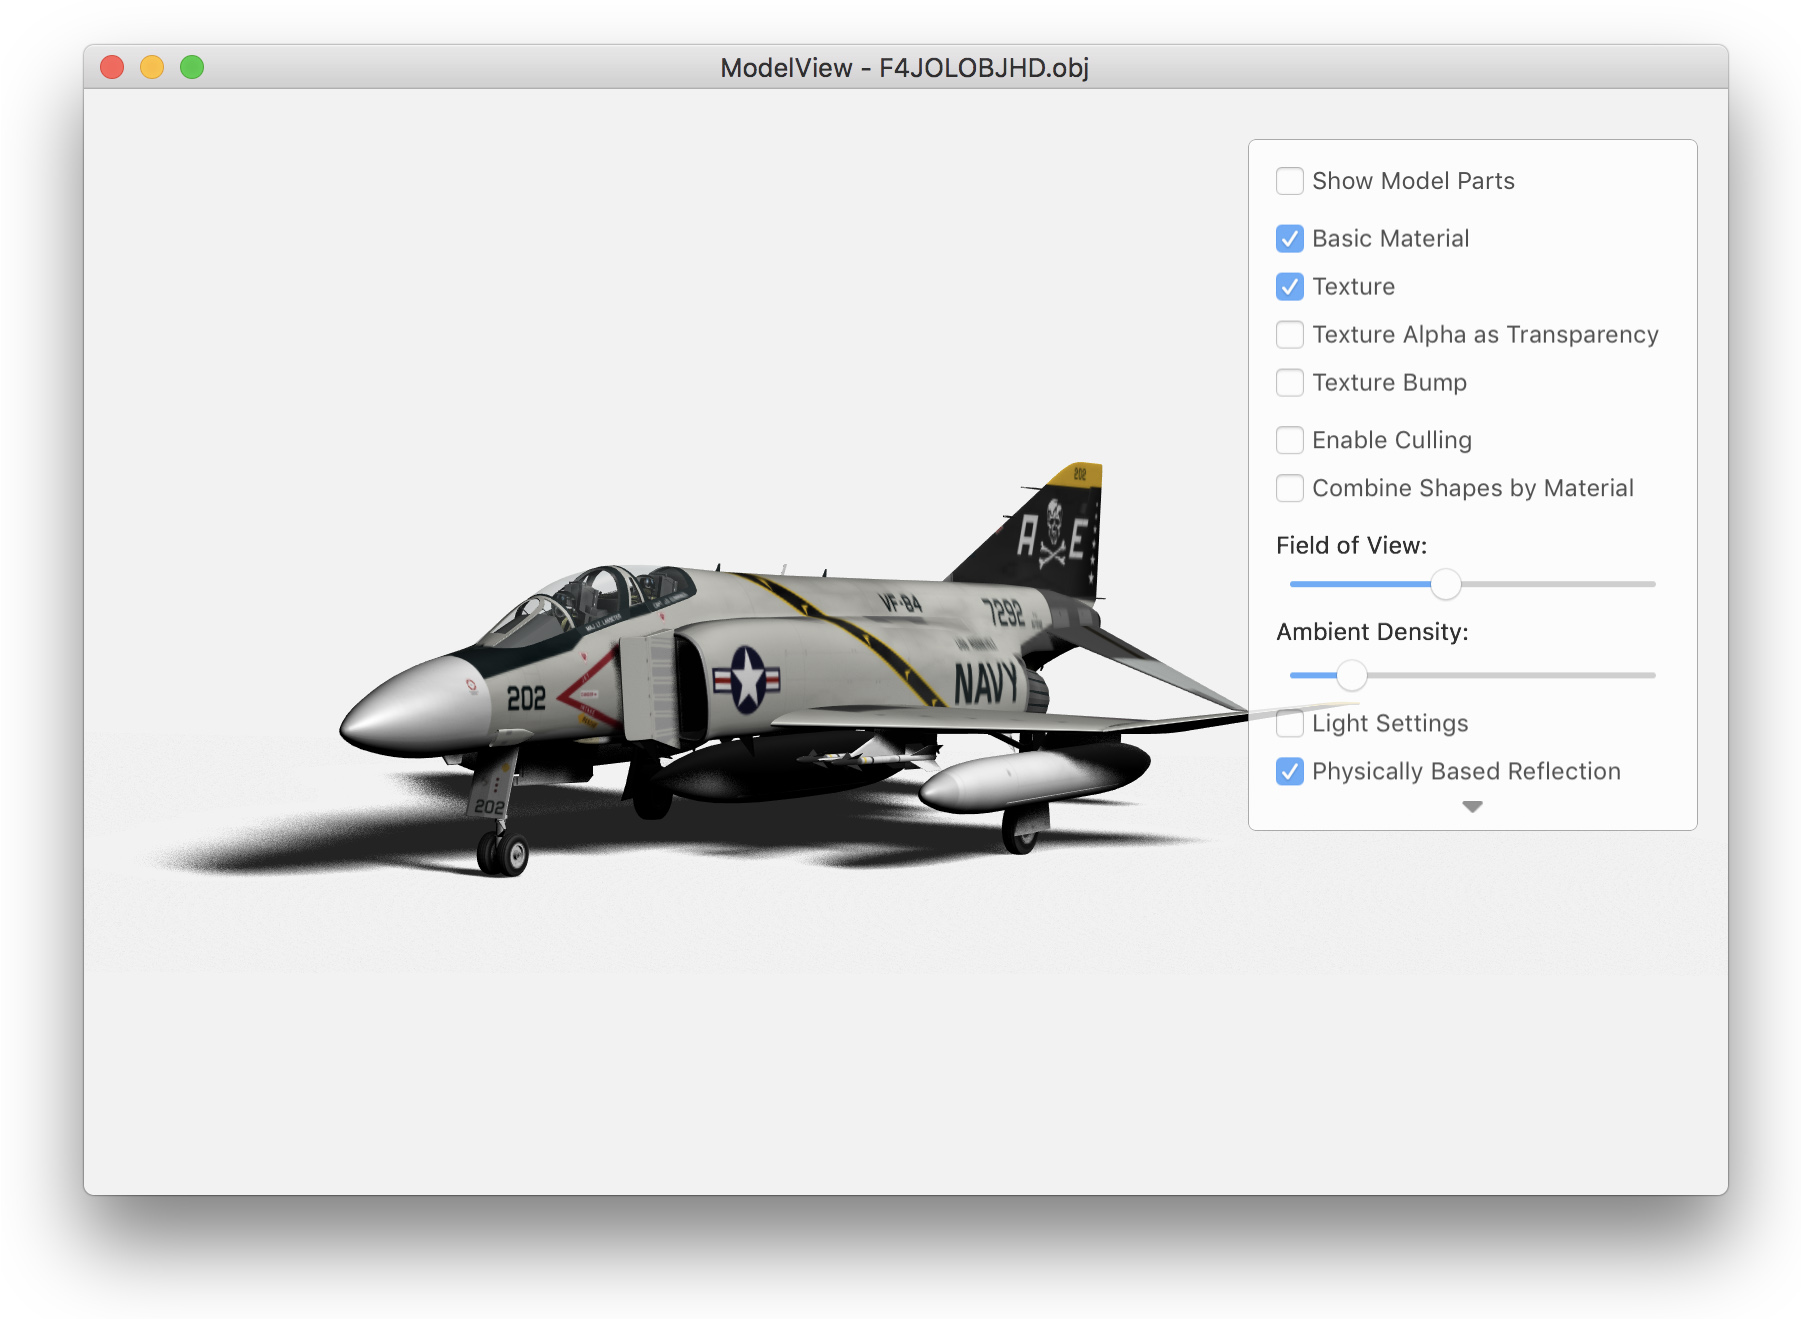 ModelView - F4JOLOBJHD.obj
Show Model Parts
Basic Material
Texture
Texture Alpha as Transparency
Texture Bump
Enable Culling
Combine Shapes by Material
Field of View:
Ambient Density:
Light Settings
Physically Based Reflection
202
A E
VF-84
7292
NAVY
202
202